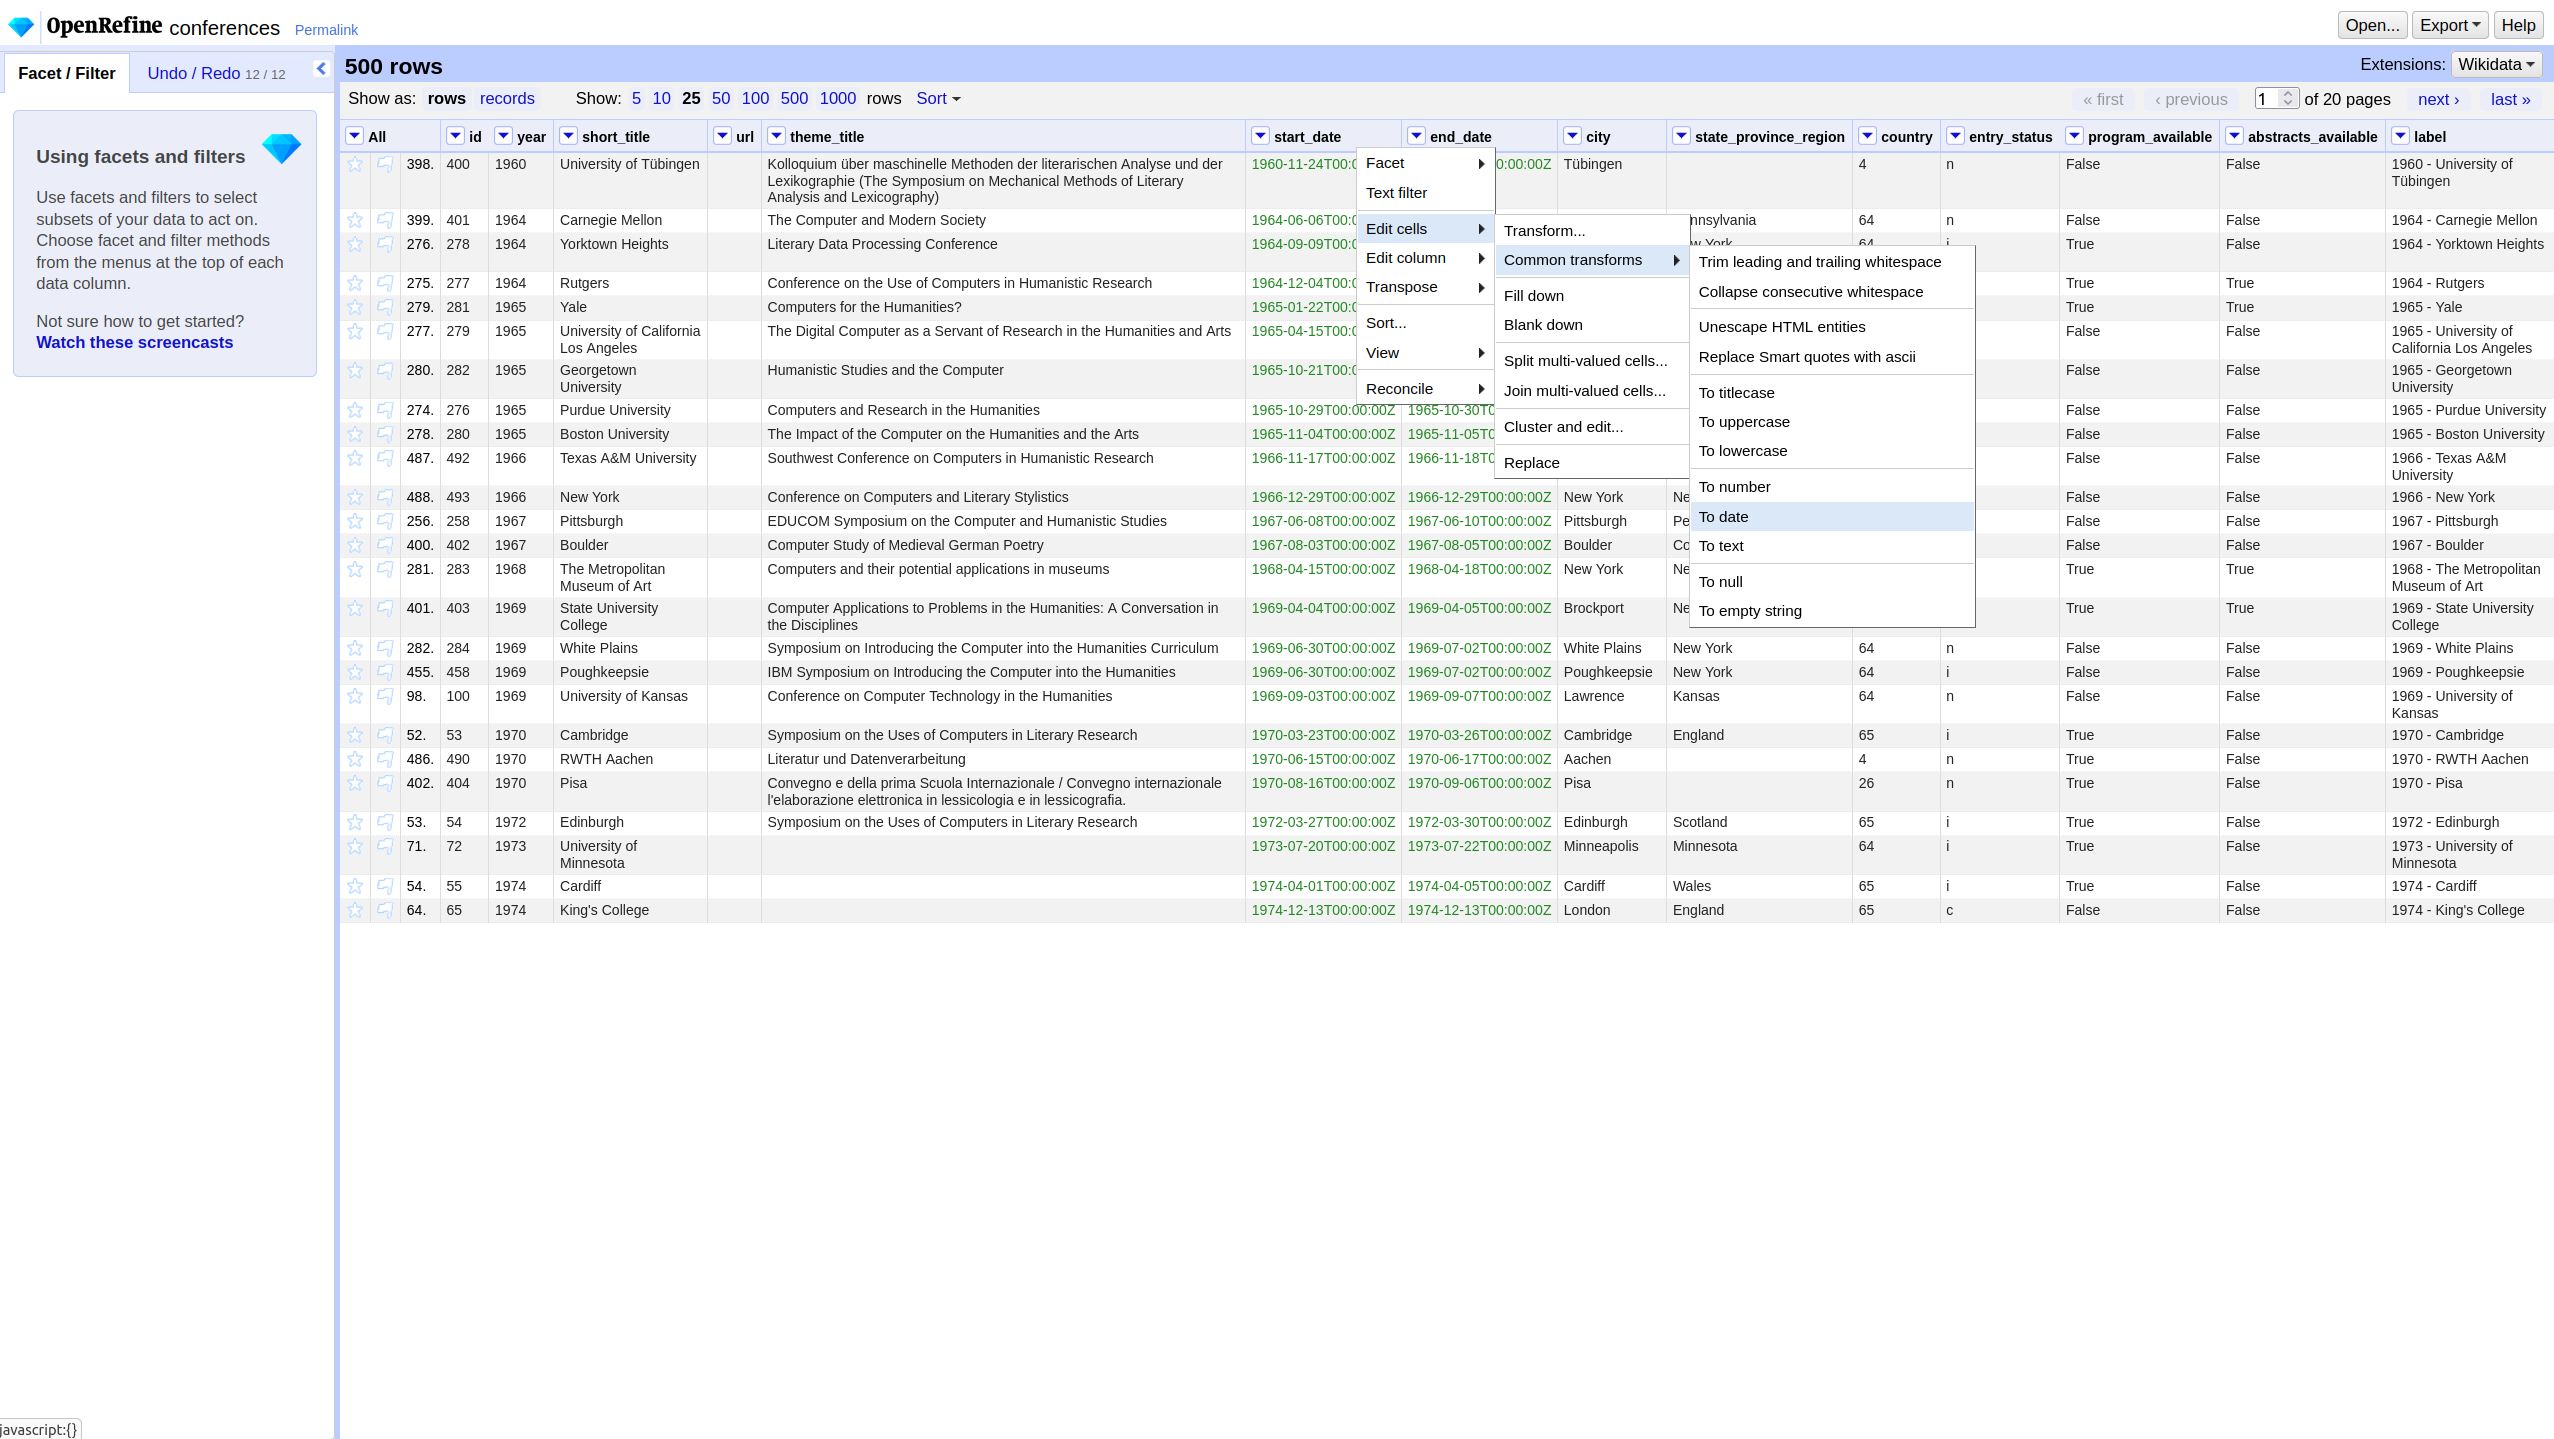 OpenRefine conferences Permalink Open... Export Help
Facet / Filter Undo / Redo 12 / 12
500 rows Extensions: Wikidata
Show as: rows records Show: 5 10 25 50 100 500 1000 rows Sort « first ‹ previous 1 of 20 pages next › last »
Using facets and filters
Use facets and filters to select
subsets of your data to act on.
Choose facet and filter methods
from the menus at the top of each
data column.
Not sure how to get started?
Watch these screencasts
All id year short_title url theme_title start_date end_date city state_province_region country entry_status program_available abstracts_available label
398. 400 1960 University of Tübingen Kolloquium über maschinelle Methoden der literarischen Analyse und der 1960-11-24T00:0 0:00:00Z Tübingen 4 n False False 1960 - University of
Lexikographie (The Symposium on Mechanical Methods of Literary Tübingen
Analysis and Lexicography)
399. 401 1964 Carnegie Mellon The Computer and Modern Society 1964-06-06T00:0 nnsylvania 64 n False False 1964 - Carnegie Mellon
276. 278 1964 Yorktown Heights Literary Data Processing Conference 1964-09-09T00:0 w York 64 i True False 1964 - Yorktown Heights
275. 277 1964 Rutgers Conference on the Use of Computers in Humanistic Research 1964-12-04T00:0 True True 1964 - Rutgers
279. 281 1965 Yale Computers for the Humanities? 1965-01-22T00:0 True True 1965 - Yale
277. 279 1965 University of California The Digital Computer as a Servant of Research in the Humanities and Arts 1965-04-15T00:0 False False 1965 - University of
Los Angeles California Los Angeles
280. 282 1965 Georgetown Humanistic Studies and the Computer 1965-10-21T00:0 False False 1965 - Georgetown
University University
274. 276 1965 Purdue University Computers and Research in the Humanities 1965-10-29T00:00:00Z 1965-10-30T0 False False 1965 - Purdue University
278. 280 1965 Boston University The Impact of the Computer on the Humanities and the Arts 1965-11-04T00:00:00Z 1965-11-05T0 False False 1965 - Boston University
487. 492 1966 Texas A&M University Southwest Conference on Computers in Humanistic Research 1966-11-17T00:00:00Z 1966-11-18T0 False False 1966 - Texas A&M
University
488. 493 1966 New York Conference on Computers and Literary Stylistics 1966-12-29T00:00:00Z 1966-12-29T00:00:00Z New York Ne False False 1966 - New York
256. 258 1967 Pittsburgh EDUCOM Symposium on the Computer and Humanistic Studies 1967-06-08T00:00:00Z 1967-06-10T00:00:00Z Pittsburgh Pe False False 1967 - Pittsburgh
400. 402 1967 Boulder Computer Study of Medieval German Poetry 1967-08-03T00:00:00Z 1967-08-05T00:00:00Z Boulder Co False False 1967 - Boulder
281. 283 1968 The Metropolitan Computers and their potential applications in museums 1968-04-15T00:00:00Z 1968-04-18T00:00:00Z New York Ne True True 1968 - The Metropolitan
Museum of Art Museum of Art
401. 403 1969 State University Computer Applications to Problems in the Humanities: A Conversation in 1969-04-04T00:00:00Z 1969-04-05T00:00:00Z Brockport Ne True True 1969 - State University
College the Disciplines College
282. 284 1969 White Plains Symposium on Introducing the Computer into the Humanities Curriculum 1969-06-30T00:00:00Z 1969-07-02T00:00:00Z White Plains New York 64 n False False 1969 - White Plains
455. 458 1969 Poughkeepsie IBM Symposium on Introducing the Computer into the Humanities 1969-06-30T00:00:00Z 1969-07-02T00:00:00Z Poughkeepsie New York 64 i False False 1969 - Poughkeepsie
98. 100 1969 University of Kansas Conference on Computer Technology in the Humanities 1969-09-03T00:00:00Z 1969-09-07T00:00:00Z Lawrence Kansas 64 n False False 1969 - University of
Kansas
52. 53 1970 Cambridge Symposium on the Uses of Computers in Literary Research 1970-03-23T00:00:00Z 1970-03-26T00:00:00Z Cambridge England 65 i True False 1970 - Cambridge
486. 490 1970 RWTH Aachen Literatur und Datenverarbeitung 1970-06-15T00:00:00Z 1970-06-17T00:00:00Z Aachen 4 n True False 1970 - RWTH Aachen
402. 404 1970 Pisa Convegno e della prima Scuola Internazionale / Convegno internazionale 1970-08-16T00:00:00Z 1970-09-06T00:00:00Z Pisa 26 n True False 1970 - Pisa
l'elaborazione elettronica in lessicologia e in lessicografia.
53. 54 1972 Edinburgh Symposium on the Uses of Computers in Literary Research 1972-03-27T00:00:00Z 1972-03-30T00:00:00Z Edinburgh Scotland 65 i True False 1972 - Edinburgh
71. 72 1973 University of 1973-07-20T00:00:00Z 1973-07-22T00:00:00Z Minneapolis Minnesota 64 i True False 1973 - University of
Minnesota Minnesota
54. 55 1974 Cardiff 1974-04-01T00:00:00Z 1974-04-05T00:00:00Z Cardiff Wales 65 i True False 1974 - Cardiff
64. 65 1974 King's College 1974-12-13T00:00:00Z 1974-12-13T00:00:00Z London England 65 c False False 1974 - King's College
Facet
Text filter
Edit cells
Edit column
Transpose
Sort...
View
Reconcile
Transform...
Common transforms
Fill down
Blank down
Split multi-valued cells...
Join multi-valued cells...
Cluster and edit...
Replace
Trim leading and trailing whitespace
Collapse consecutive whitespace
Unescape HTML entities
Replace Smart quotes with ascii
To titlecase
To uppercase
To lowercase
To number
To date
To text
To null
To empty string
javascript:{}